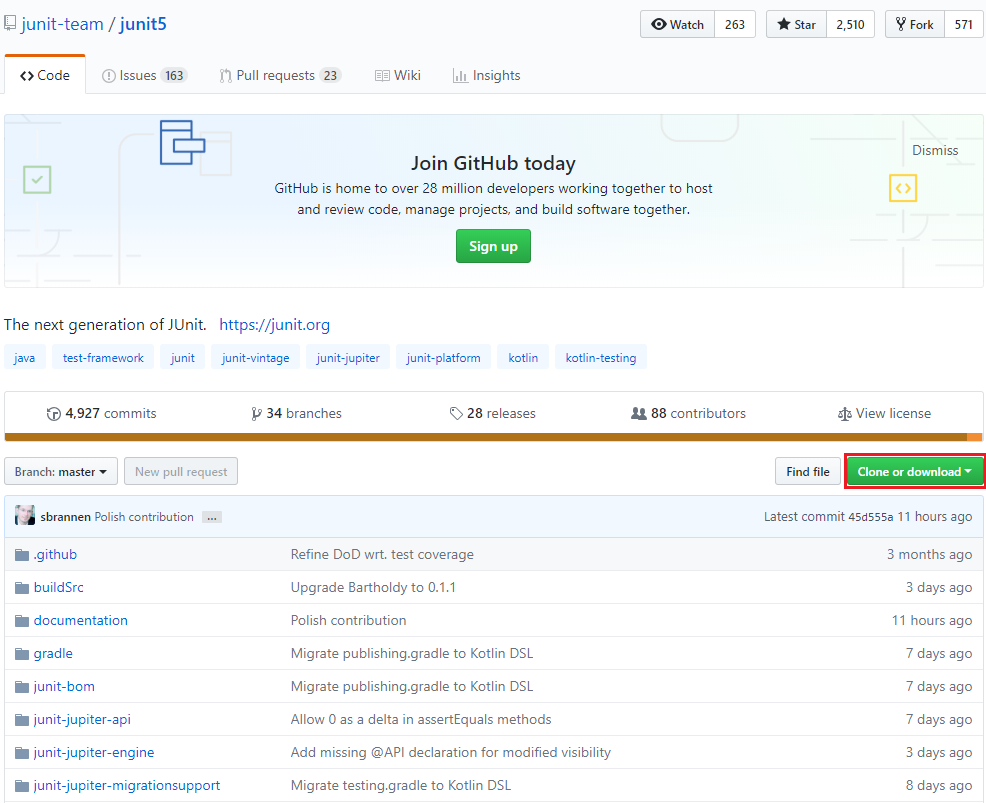 junit-team / junit5
Watch 263 Star 2,510 Fork 571
Code Issues 163 Pull requests 23 Wiki Insights
Dismiss
Join GitHub today
GitHub is home to over 28 million developers working together to host
and review code, manage projects, and build software together.
Sign up
The next generation of JUnit. https://junit.org
java test-framework junit junit-vintage junit-jupiter junit-platform kotlin kotlin-testing
4,927 commits 34 branches 28 releases 88 contributors View license
Branch: master New pull request Find file Clone or download
sbrannen Polish contribution ... Latest commit 45d555a 11 hours ago
.github Refine DoD wrt. test coverage 3 months ago
buildSrc Upgrade Bartholdy to 0.1.1 3 days ago
documentation Polish contribution 11 hours ago
gradle Migrate publishing.gradle to Kotlin DSL 7 days ago
junit-bom Migrate publishing.gradle to Kotlin DSL 7 days ago
junit-jupiter-api Allow 0 as a delta in assertEquals methods 7 days ago
junit-jupiter-engine Add missing @API declaration for modified visibility 3 days ago
junit-jupiter-migrationsupport Migrate testing.gradle to Kotlin DSL 8 days ago